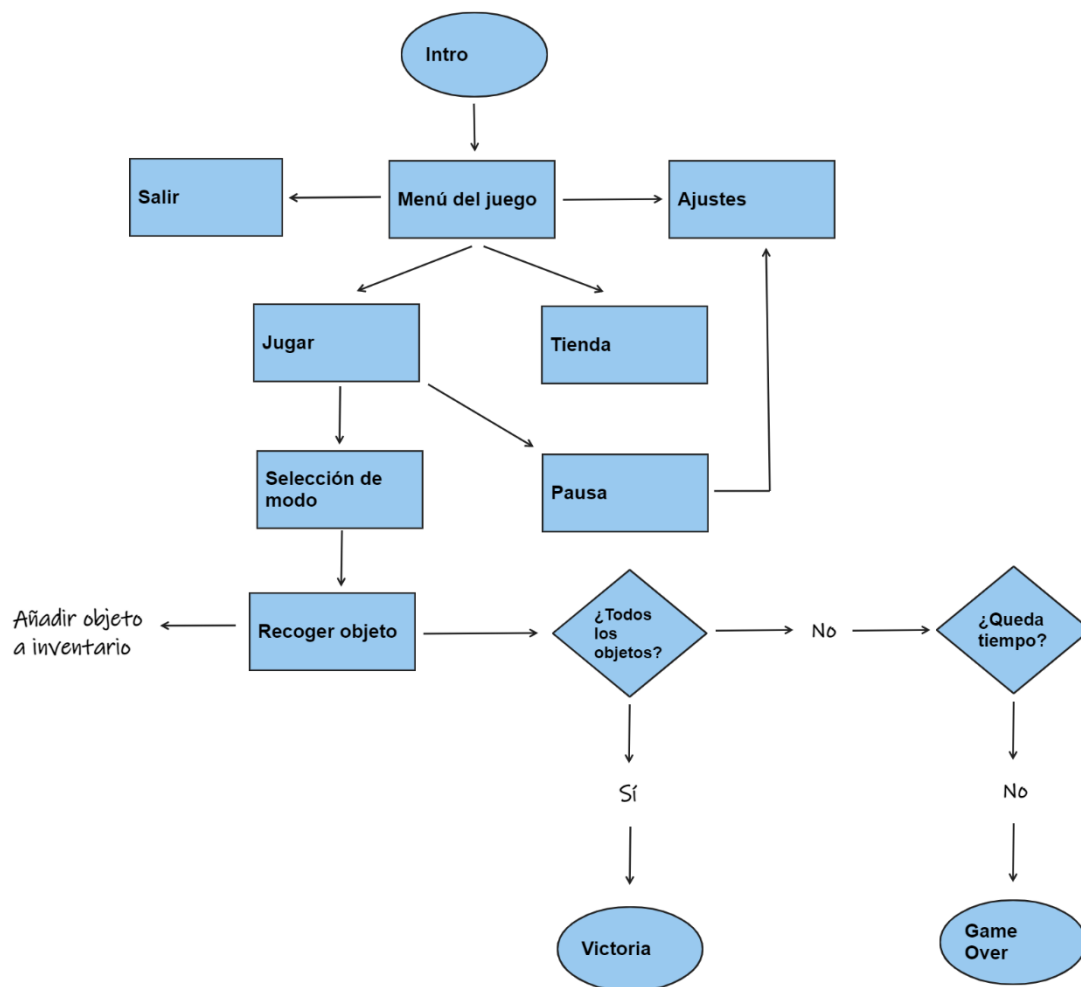 Intro
Salir
Menú del juego
Ajustes
Jugar
Tienda
Selección de
modo
Pausa
Añadir objeto
a inventario
Recoger objeto
¿Todos
los
objetos?
No
¿Queda
tiempo?
Sí
No
Victoria
Game
Over